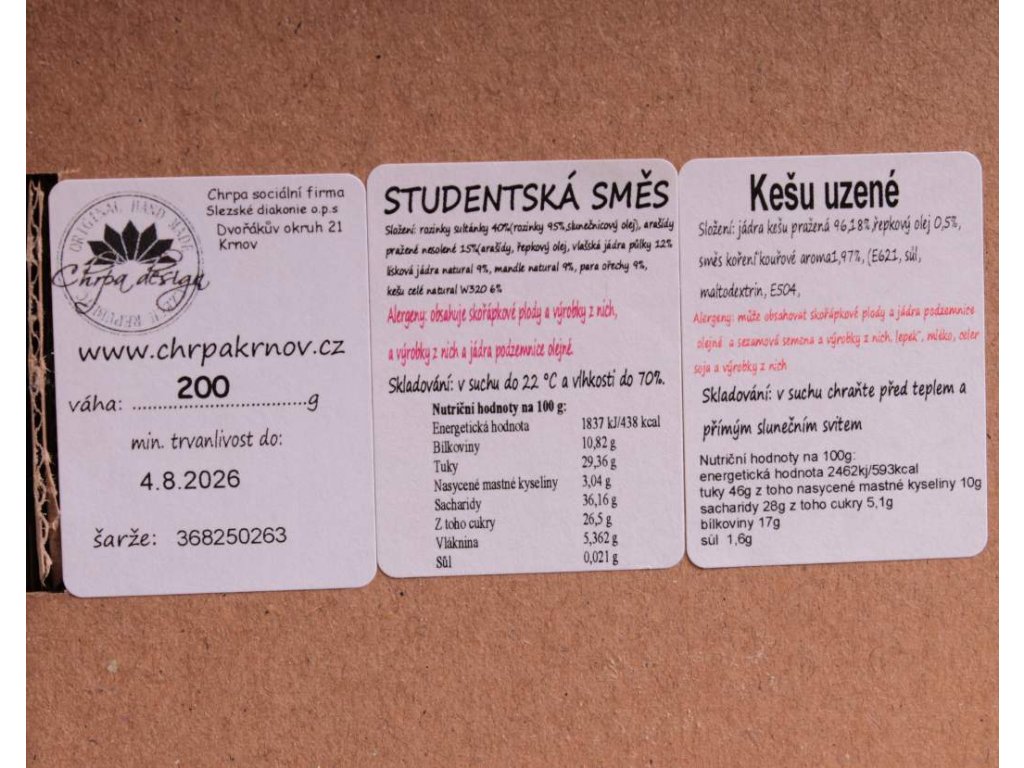 ORIGINAL HAND MADE
Chrpa design
Chrpa sociální firma
Slezské diakonie o.p.s
Dvořákův okruh 21
Krnov
www.chrpakrnov.cz
200
váha: ................................g
min. trvanlivost do:
4.8.2026
šarže: 368250263
STUDENTSKÁ SMĚS
Složení: rozinky sultánky 40%(rozinky 95%,slunečnicový olej), arašídy
pražené nesolené 15%(arašídy, řepkový olej, vlašská jádra půlky 12%
lísková jádra natural 9%, mandle natural 9%, para ořechy 9%,
kešu celé natural W320 6%
Alergeny: obsahuje skořápkové plody a výrobky z nich,
a výrobky z nich a jádra podzemnice olejné.
Skladování: v suchu do 22 °C a vlhkosti do 70%.
Nutriční hodnoty na 100 g:
Energetická hodnota 1837 kJ/438 kcal
Bílkoviny 10,82 g
Tuky 29,36 g
Nasycené mastné kyseliny 3,04 g
Sacharidy 36,16 g
Z toho cukry 26,5 g
Vláknina 5,362 g
Sůl 0,021 g
Kešu uzené
Složení: jádra kešu pražená 96,18%,řepkový olej 0,5%,
směs koření kouřové aroma1,97%, (E621, sůl,
maltodextrin, E504,
Alergeny: může obsahovat skořápkové plody a jádra podzemnice
olejné a sezamová semena a výrobky z nich, lepek", mléko, celer
soja a výrobky z nich
Skladování: v suchu chraňte před teplem a
přímým slunečním svitem
Nutriční hodnoty na 100g:
energetická hodnota 2462kj/593kcal
tuky 46g z toho nasycené mastné kyseliny 10g
sacharidy 28g z toho cukry 5,1g
bílkoviny 17g
sůl 1,6g